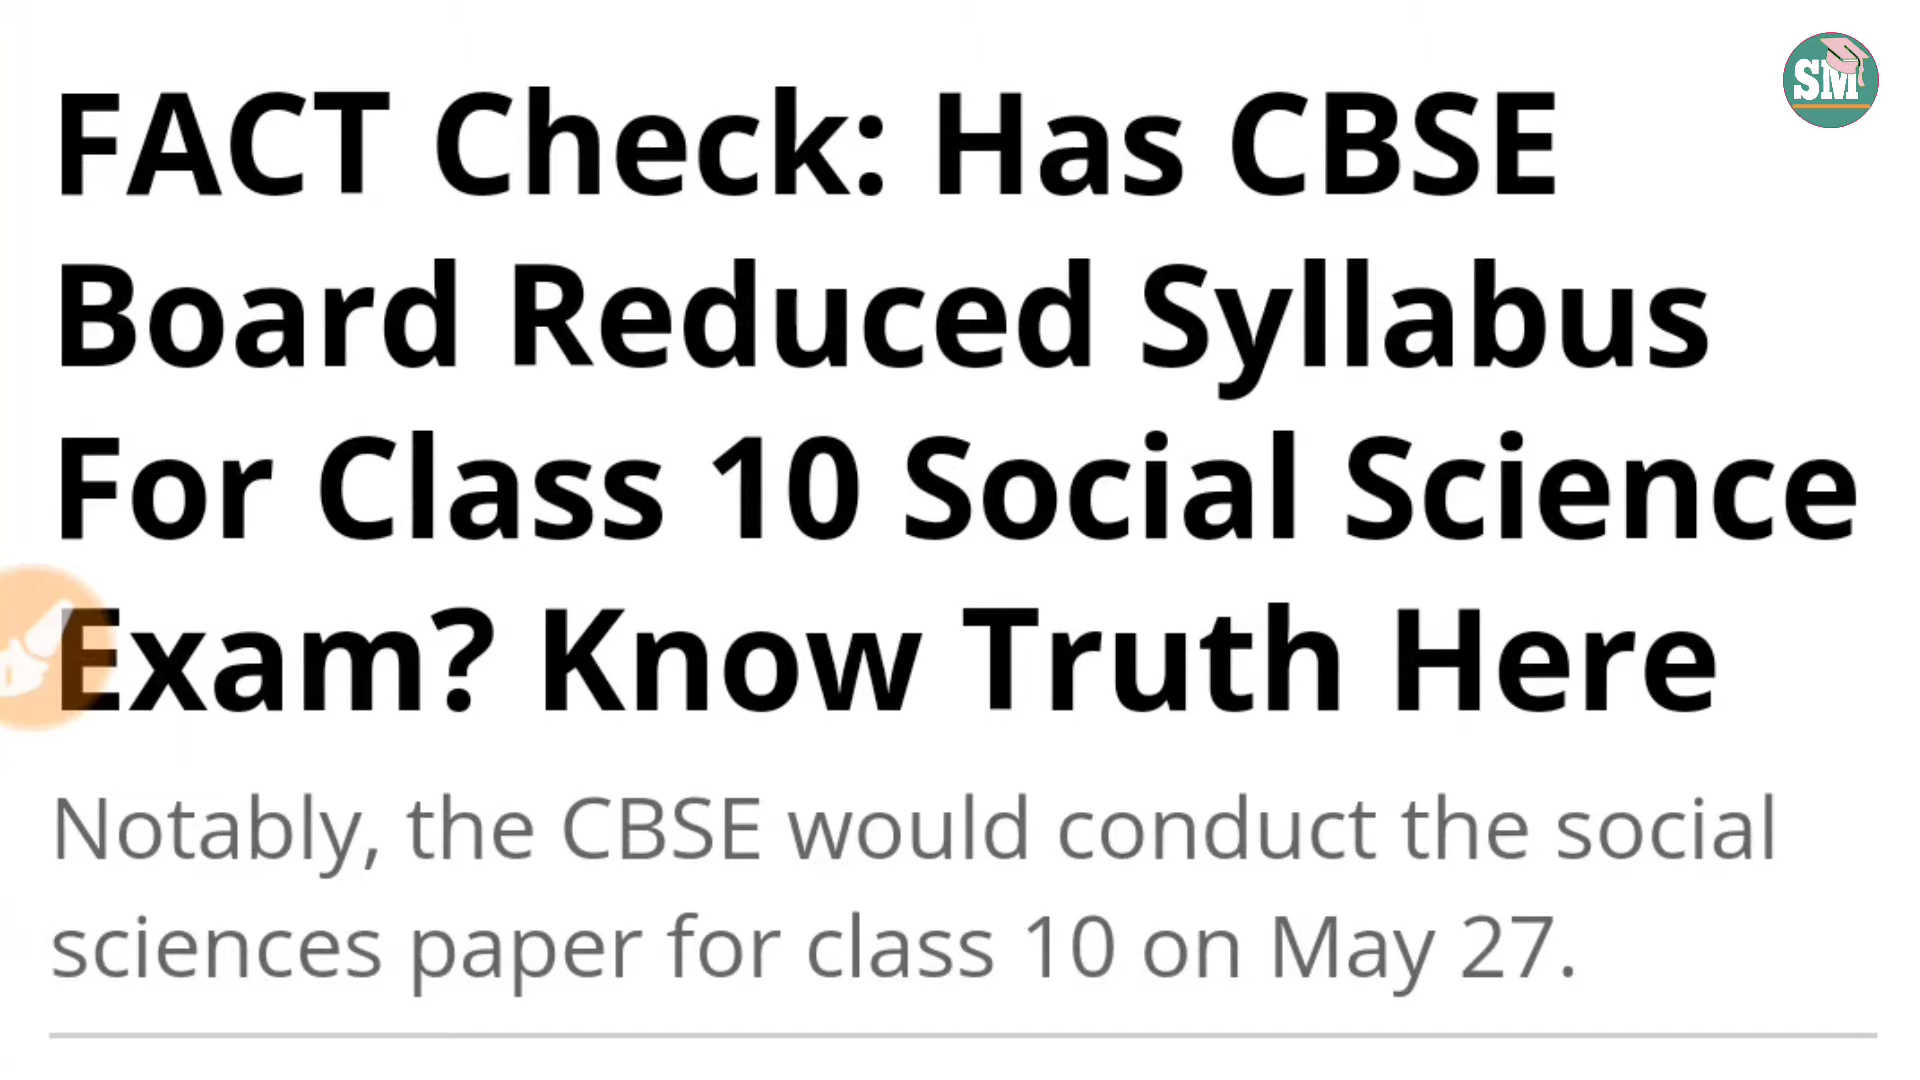 SM
FACT Check: Has CBSE
Board Reduced Syllabus
For Class 10 Social Science
Exam? Know Truth Here
Notably, the CBSE would conduct the social
sciences paper for class 10 on May 27.